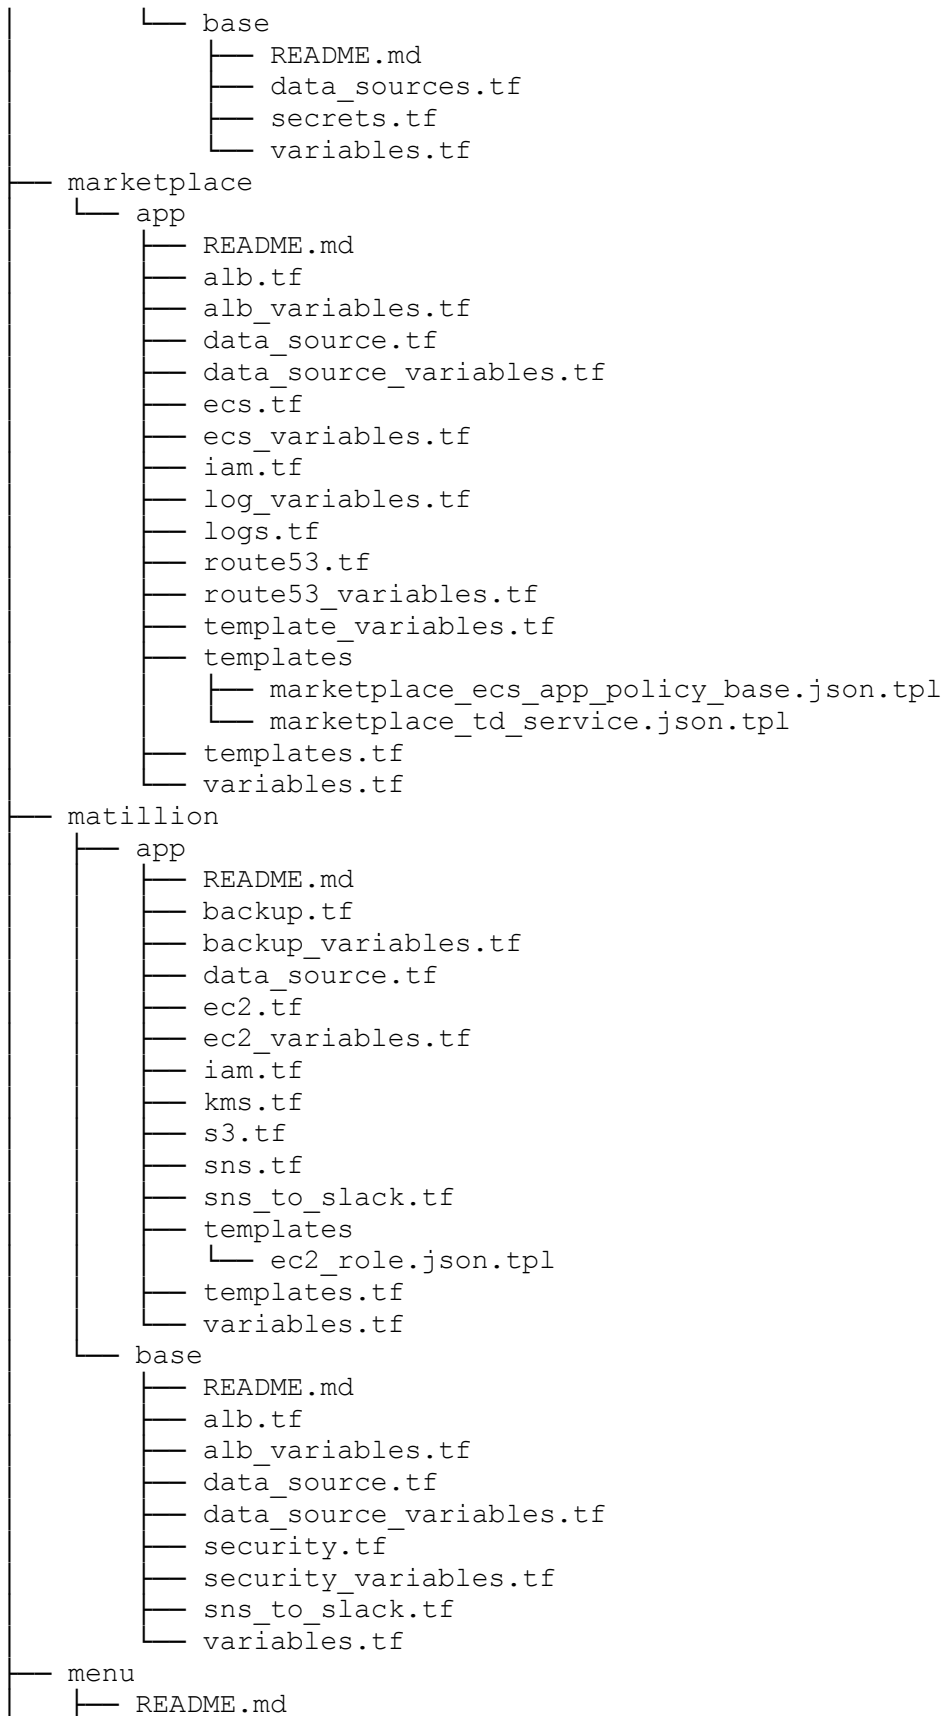 │       └── base
│           ├── README.md
│           ├── data_sources.tf
│           ├── secrets.tf
│           └── variables.tf
├── marketplace
│   └── app
│       ├── README.md
│       ├── alb.tf
│       ├── alb_variables.tf
│       ├── data_source.tf
│       ├── data_source_variables.tf
│       ├── ecs.tf
│       ├── ecs_variables.tf
│       ├── iam.tf
│       ├── log_variables.tf
│       ├── logs.tf
│       ├── route53.tf
│       ├── route53_variables.tf
│       ├── template_variables.tf
│       ├── templates
│       │   ├── marketplace_ecs_app_policy_base.json.tpl
│       │   └── marketplace_td_service.json.tpl
│       ├── templates.tf
│       └── variables.tf
├── matillion
│   ├── app
│   │   ├── README.md
│   │   ├── backup.tf
│   │   ├── backup_variables.tf
│   │   ├── data_source.tf
│   │   ├── ec2.tf
│   │   ├── ec2_variables.tf
│   │   ├── iam.tf
│   │   ├── kms.tf
│   │   ├── s3.tf
│   │   ├── sns.tf
│   │   ├── sns_to_slack.tf
│   │   ├── templates
│   │   │   └── ec2_role.json.tpl
│   │   ├── templates.tf
│   │   └── variables.tf
│   └── base
│       ├── README.md
│       ├── alb.tf
│       ├── alb_variables.tf
│       ├── data_source.tf
│       ├── data_source_variables.tf
│       ├── security.tf
│       ├── security_variables.tf
│       ├── sns_to_slack.tf
│       └── variables.tf
├── menu
│   ├── README.md